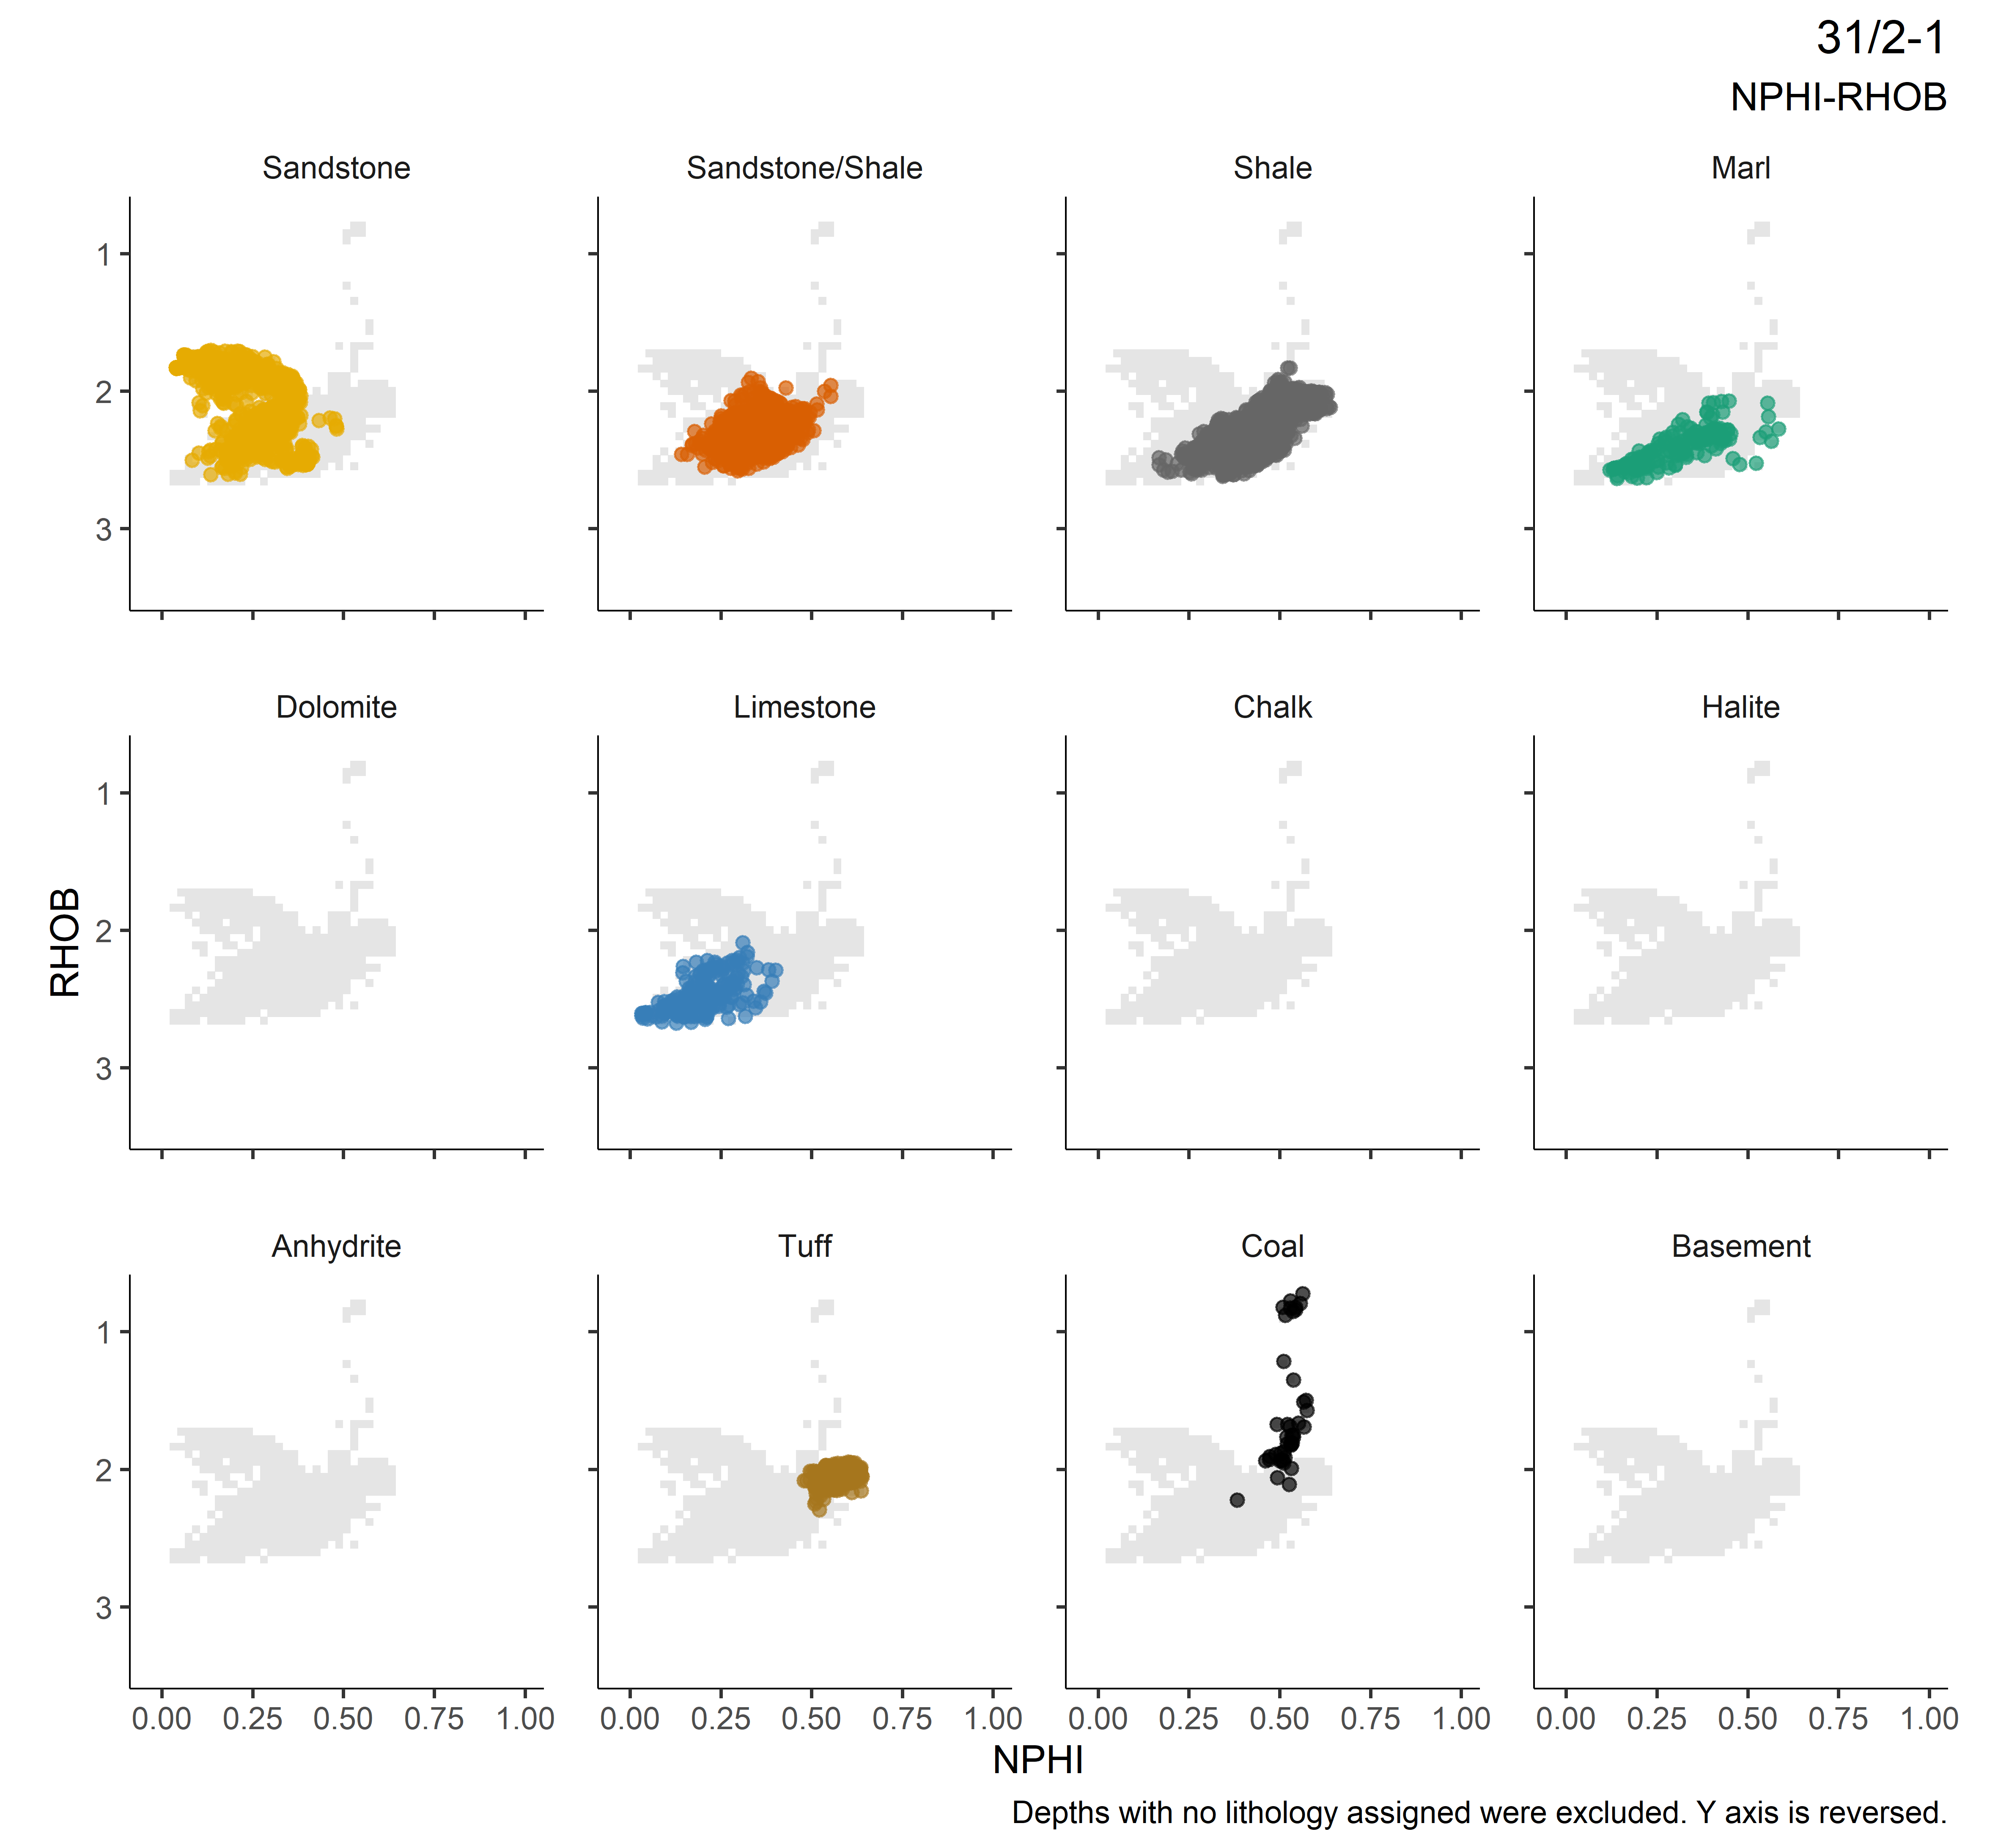 31/2-1
NPHI-RHOB
Sandstone
Sandstone/Shale
Shale
Marl
1
2
3
Dolomite
Limestone
Chalk
Halite
1
2
3
RHOB
Anhydrite
Tuff
Coal
Basement
1
2
3
0.00 0.25 0.50 0.75 1.00
0.00 0.25 0.50 0.75 1.00
0.00 0.25 0.50 0.75 1.00
0.00 0.25 0.50 0.75 1.00
NPHI
Depths with no lithology assigned were excluded. Y axis is reversed.